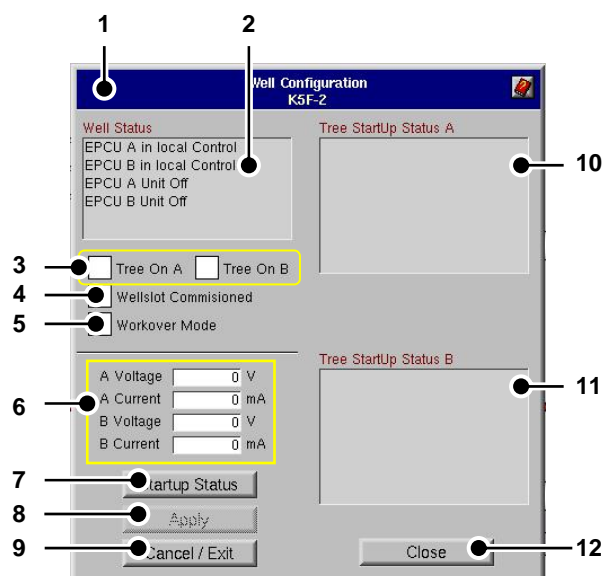 1
2
Well Configuration
K5F-2
Well Status
EPCU A in local Control
EPCU B in local Control
EPCU A Unit Off
EPCU B Unit Off
Tree StartUp Status A
10
3
Tree On A
Tree On B
4
Wellslot Commisioned
5
Workover Mode
6
A Voltage 0 V
A Current 0 mA
B Voltage 0 V
B Current 0 mA
Tree StartUp Status B
11
7
Startup Status
8
Apply
9
Cancel / Exit
Close
12